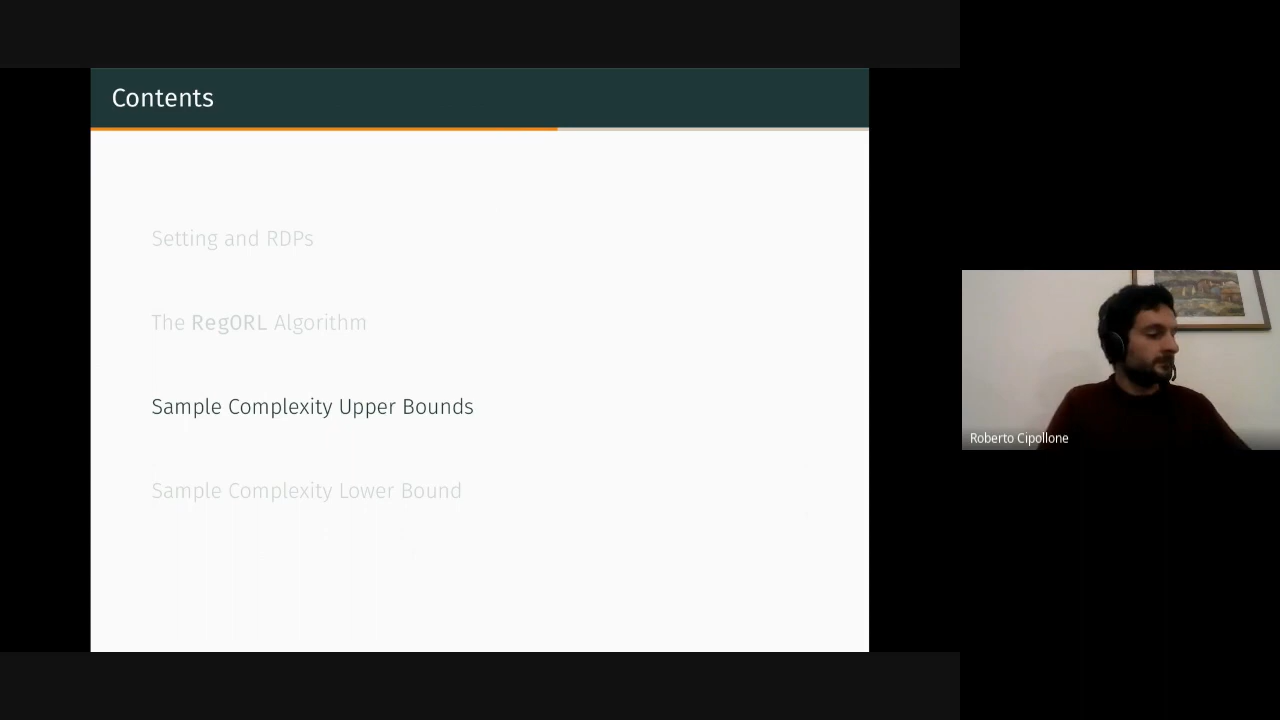 Contents
Setting and RDPs
The RegORL Algorithm
Sample Complexity Upper Bounds
Sample Complexity Lower Bound
Roberto Cipollone